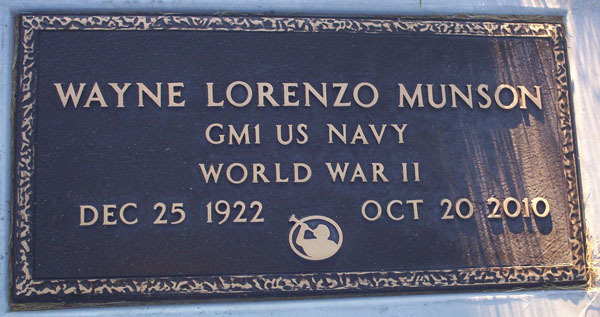 WAYNE LORENZO MUNSON
GM1 US NAVY
WORLD WAR II
DEC 25 1922 OCT 20 2010